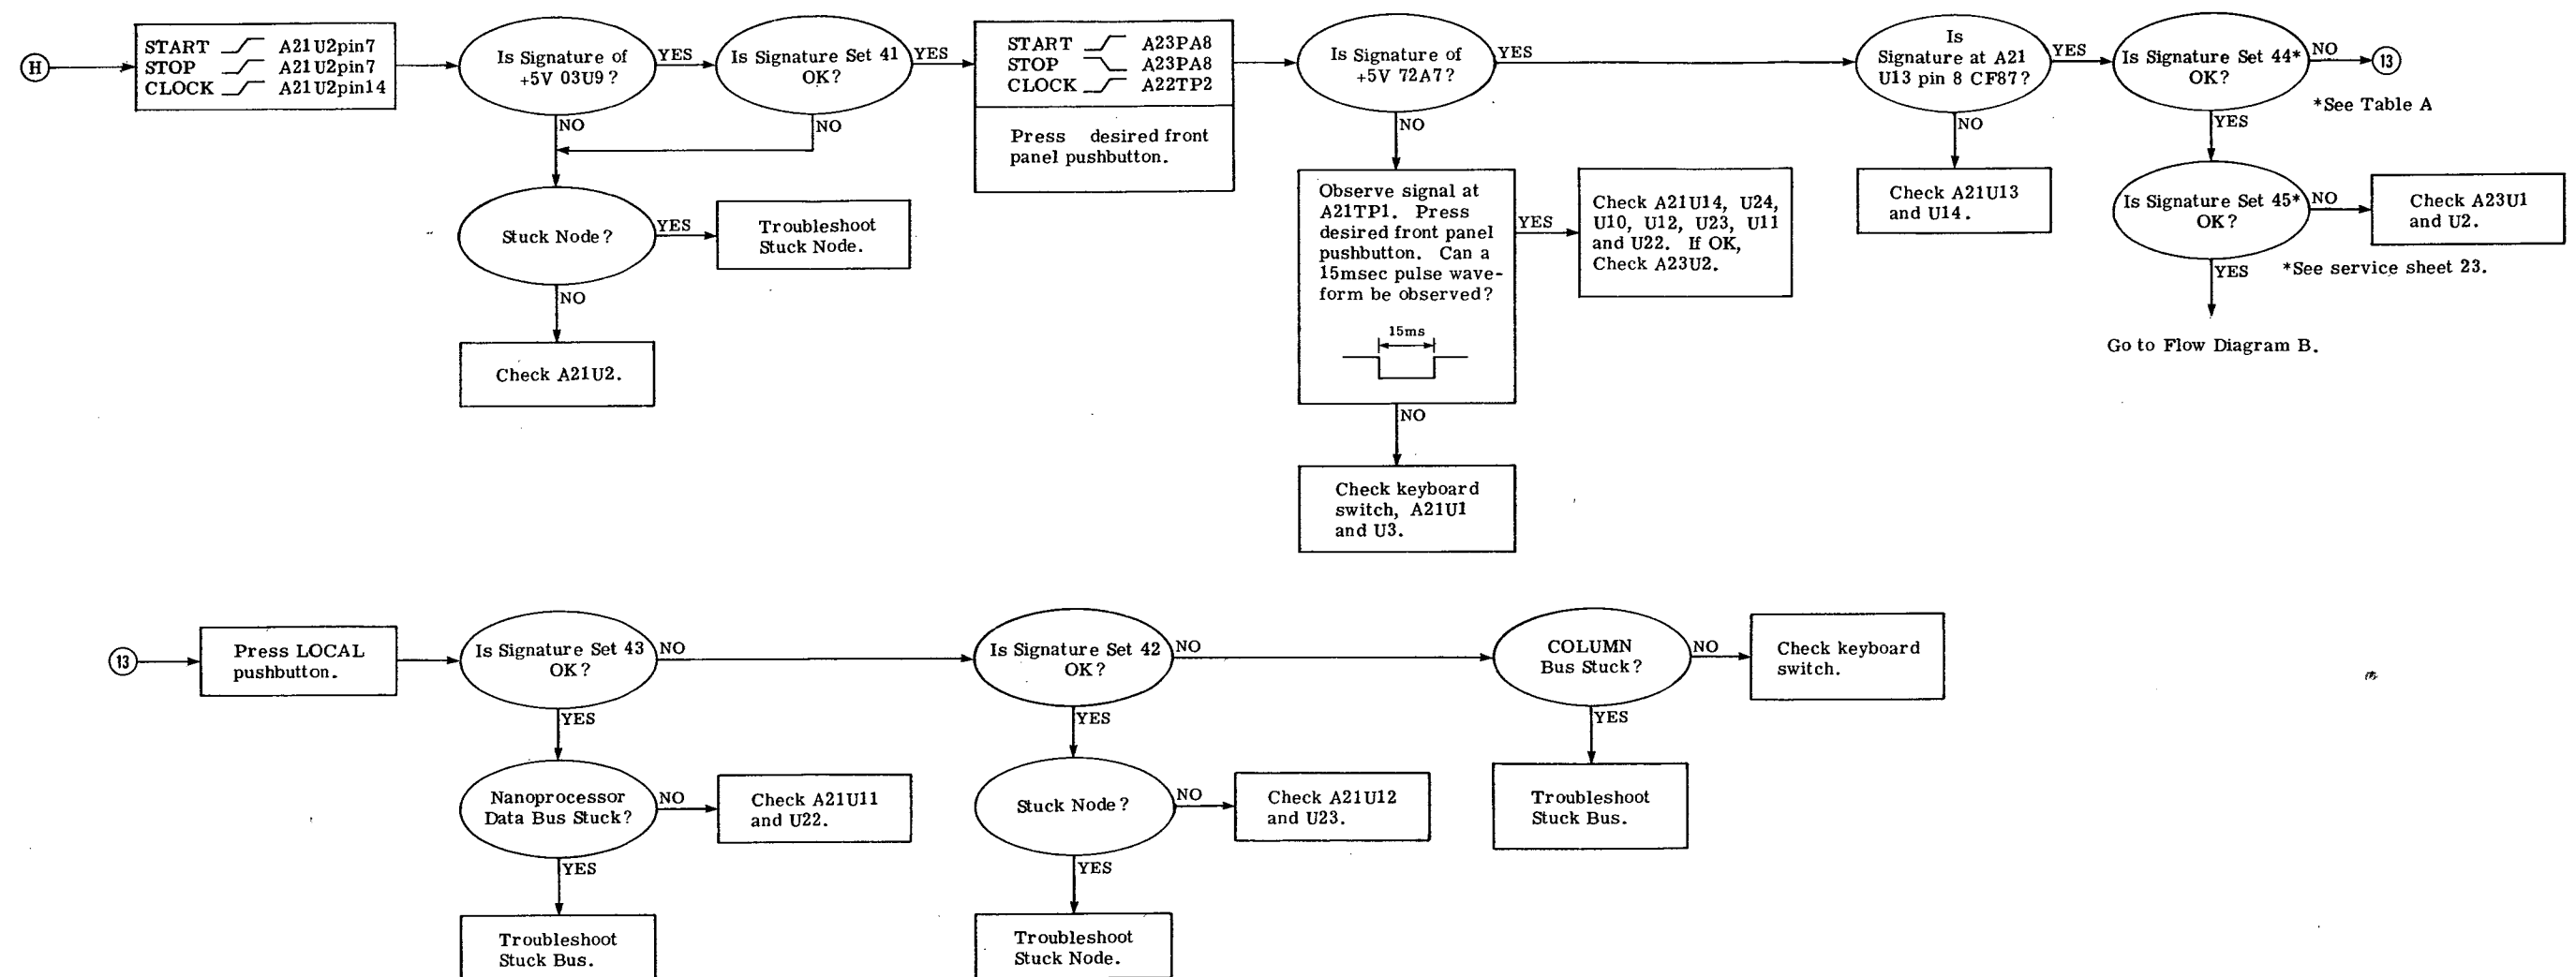 H
START A21U2pin7
STOP A21U2pin7
CLOCK A21U2pin14
Is Signature of
+5V 03U9?
YES
NO
Is Signature Set 41
OK?
YES
NO
Stuck Node?
YES
NO
Troubleshoot
Stuck Node.
Check A21U2.
START A23PA8
STOP A23PA8
CLOCK A22TP2
Press desired front
panel pushbutton.
Is Signature of
+5V 72A7?
YES
NO
Observe signal at
A21TP1. Press
desired front panel
pushbutton. Can a
15msec pulse wave-
form be observed?
15ms
YES
NO
Check A21U14, U24,
U10, U12, U23, U11
and U22. If OK,
Check A23U2.
Check keyboard
switch, A21U1
and U3.
Is
Signature at A21
U13 pin 8 CF87?
YES
NO
Check A21U13
and U14.
Is Signature Set 44*
OK?
NO
13
*See Table A
YES
Is Signature Set 45*
OK?
NO
Check A23U1
and U2.
YES
*See service sheet 23.
Go to Flow Diagram B.
13
Press LOCAL
pushbutton.
Is Signature Set 43
OK?
NO
YES
Nanoprocessor
Data Bus Stuck?
NO
Check A21U11
and U22.
YES
Troubleshoot
Stuck Bus.
Is Signature Set 42
OK?
NO
YES
Stuck Node?
NO
Check A21U12
and U23.
YES
Troubleshoot
Stuck Node.
COLUMN
Bus Stuck?
NO
Check keyboard
switch.
YES
Troubleshoot
Stuck Bus.